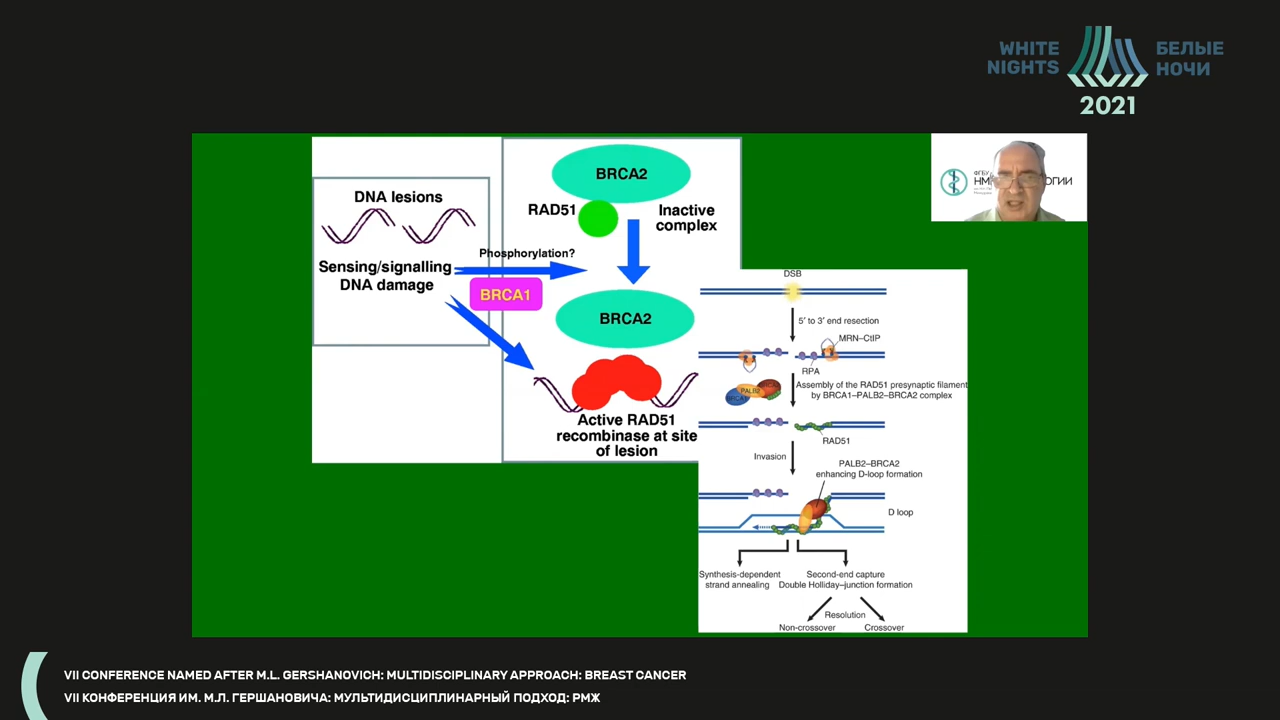 WHITE
NIGHTS
БЕЛЫЕ
НОЧИ
2021
DNA lesions
Sensing/signalling
DNA damage
Phosphorylation?
BRCA1
BRCA2
RAD51
Inactive
complex
BRCA2
Active RAD51
recombinase at site
of lesion
DSB
5' to 3' end resection
MRN–CtIP
RPA
PALB2
BRCA1
Assembly of the RAD51 presynaptic filament
by BRCA1–PALB2–BRCA2 complex
RAD51
Invasion
PALB2–BRCA2
enhancing D-loop formation
D loop
Synthesis-dependent
strand annealing
Second-end capture
Double Holliday–junction formation
Resolution
Non-crossover
Crossover
ФГБУ
VII CONFERENCE NAMED AFTER M.L. GERSHANOVICH: MULTIDISCIPLINARY APPROACH: BREAST CANCER
VII КОНФЕРЕНЦИЯ ИМ. М.Л. ГЕРШАНОВИЧА: МУЛЬТИДИСЦИПЛИНАРНЫЙ ПОДХОД: РМЖ